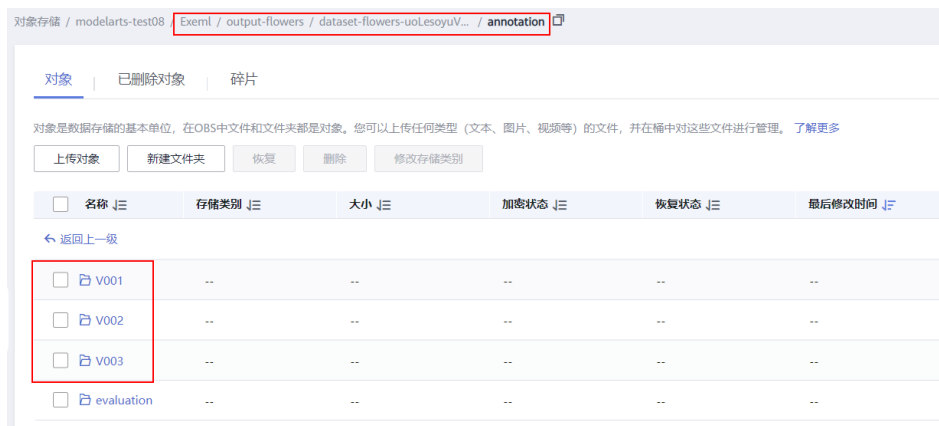 对象存储 / modelarts-test08 / Exeml / output-flowers / dataset-flowers-uoLesoyuV... / annotation
对象 已删除对象 碎片
对象是数据存储的基本单位，在OBS中文件和文件夹都是对象。您可以上传任何类型（文本、图片、视频等）的文件，并在桶中对这些文件进行管理。 了解更多
上传对象 新建文件夹 恢复 删除 修改存储类别
名称 存储类别 大小 加密状态 恢复状态 最后修改时间
返回上一级
V001 -- -- -- -- --
V002 -- -- -- -- --
V003 -- -- -- -- --
evaluation -- -- -- -- --